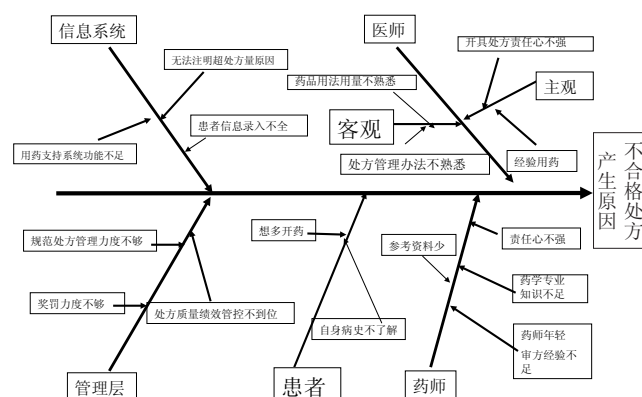 信息系统
医师
无法注明超处方量原因
开具处方责任心不强
药品用法用量不熟悉
主观
患者信息录入不全
客观
用药支持系统功能不足
处方管理办法不熟悉
经验用药
不合格处方
产生原因
规范处方管理力度不够
想多开药
参考资料少
责任心不强
药学专业
知识不足
奖罚力度不够
处方质量绩效管控不到位
自身病史不了解
药师年轻
审方经验不
足
管理层
患者
药师